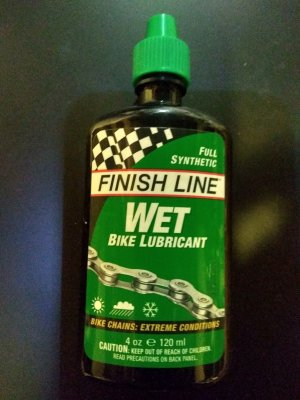 FULL
SYNTHETIC
FINISH LINE
WET
BIKE LUBRICANT
BIKE CHAINS: EXTREME CONDITIONS
4 oz ℮ 120 ml
CAUTION: KEEP OUT OF REACH OF CHILDREN.
READ PRECAUTIONS ON BACK PANEL.